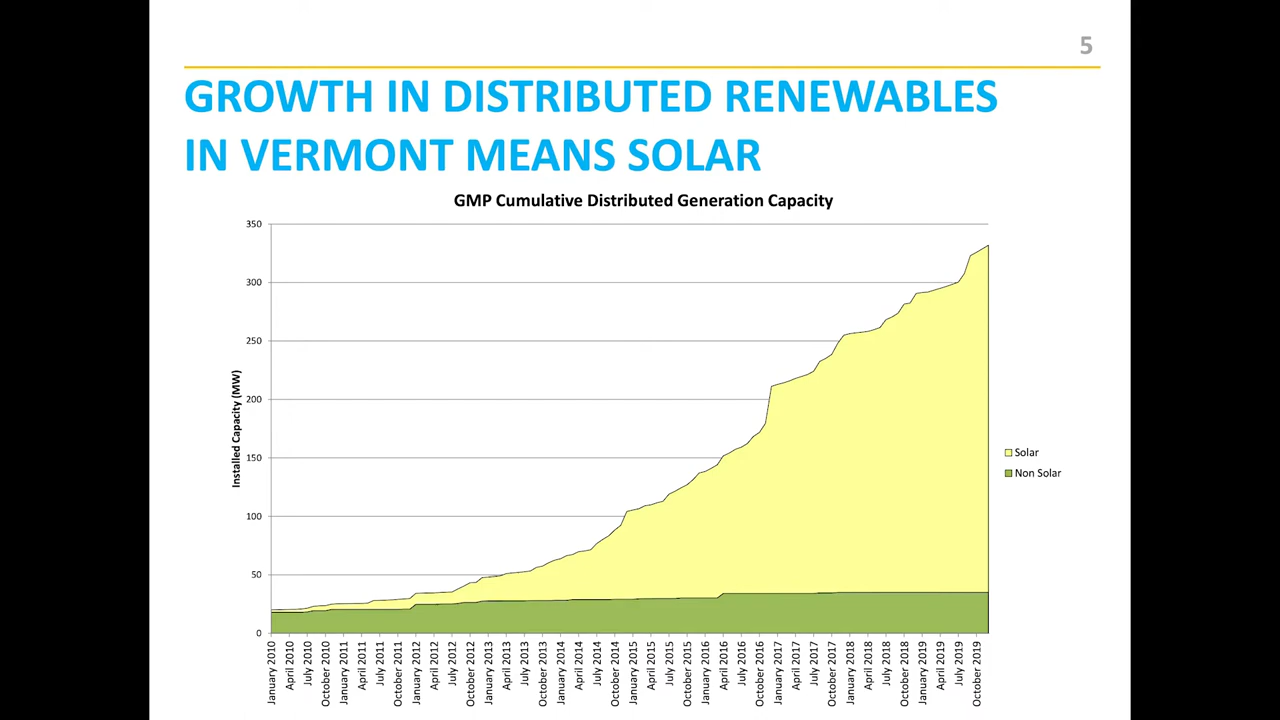 5
GROWTH IN DISTRIBUTED RENEWABLES
IN VERMONT MEANS SOLAR
GMP Cumulative Distributed Generation Capacity
350
300
250
200
150
100
50
0
Installed Capacity (MW)
Solar
Non Solar
January 2010
April 2010
July 2010
October 2010
January 2011
April 2011
July 2011
October 2011
January 2012
April 2012
July 2012
October 2012
January 2013
April 2013
July 2013
October 2013
January 2014
April 2014
July 2014
October 2014
January 2015
April 2015
July 2015
October 2015
January 2016
April 2016
July 2016
October 2016
January 2017
April 2017
July 2017
October 2017
January 2018
April 2018
July 2018
October 2018
January 2019
April 2019
July 2019
October 2019